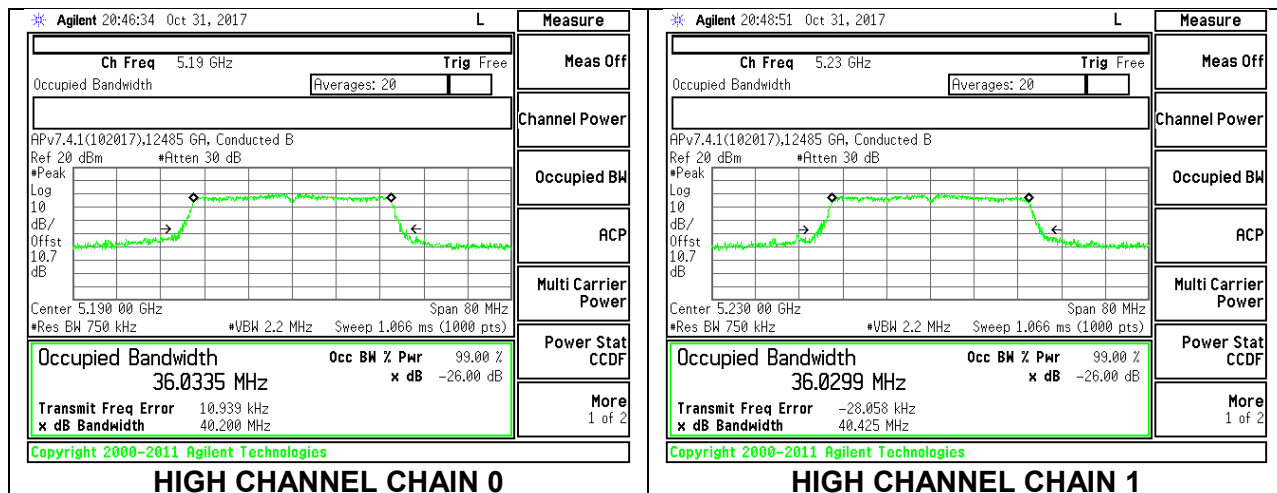 Agilent 20:46:34 Oct 31, 2017 L Measure
Ch Freq 5.19 GHz Trig Free
Occupied Bandwidth Averages: 20
APv7.4.1(102017),12485 GA, Conducted B
Ref 20 dBm #Atten 30 dB
#Peak
Log
10
dB/
Offst
10.7
dB
Center 5.190 00 GHz Span 80 MHz
#Res BW 750 kHz #VBW 2.2 MHz Sweep 1.066 ms (1000 pts)
Occupied Bandwidth Occ BW % Pwr 99.00 %
36.0335 MHz x dB -26.00 dB
Transmit Freq Error 10.939 kHz
x dB Bandwidth 40.200 MHz
Copyright 2000-2011 Agilent Technologies
Meas Off
Channel Power
Occupied BW
ACP
Multi Carrier
Power
Power Stat
CCDF
More
1 of 2
HIGH CHANNEL CHAIN 0
Agilent 20:48:51 Oct 31, 2017 L Measure
Ch Freq 5.23 GHz Trig Free
Occupied Bandwidth Averages: 20
APv7.4.1(102017),12485 GA, Conducted B
Ref 20 dBm #Atten 30 dB
#Peak
Log
10
dB/
Offst
10.7
dB
Center 5.230 00 GHz Span 80 MHz
#Res BW 750 kHz #VBW 2.2 MHz Sweep 1.066 ms (1000 pts)
Occupied Bandwidth Occ BW % Pwr 99.00 %
36.0299 MHz x dB -26.00 dB
Transmit Freq Error -28.058 kHz
x dB Bandwidth 40.425 MHz
Copyright 2000-2011 Agilent Technologies
Meas Off
Channel Power
Occupied BW
ACP
Multi Carrier
Power
Power Stat
CCDF
More
1 of 2
HIGH CHANNEL CHAIN 1